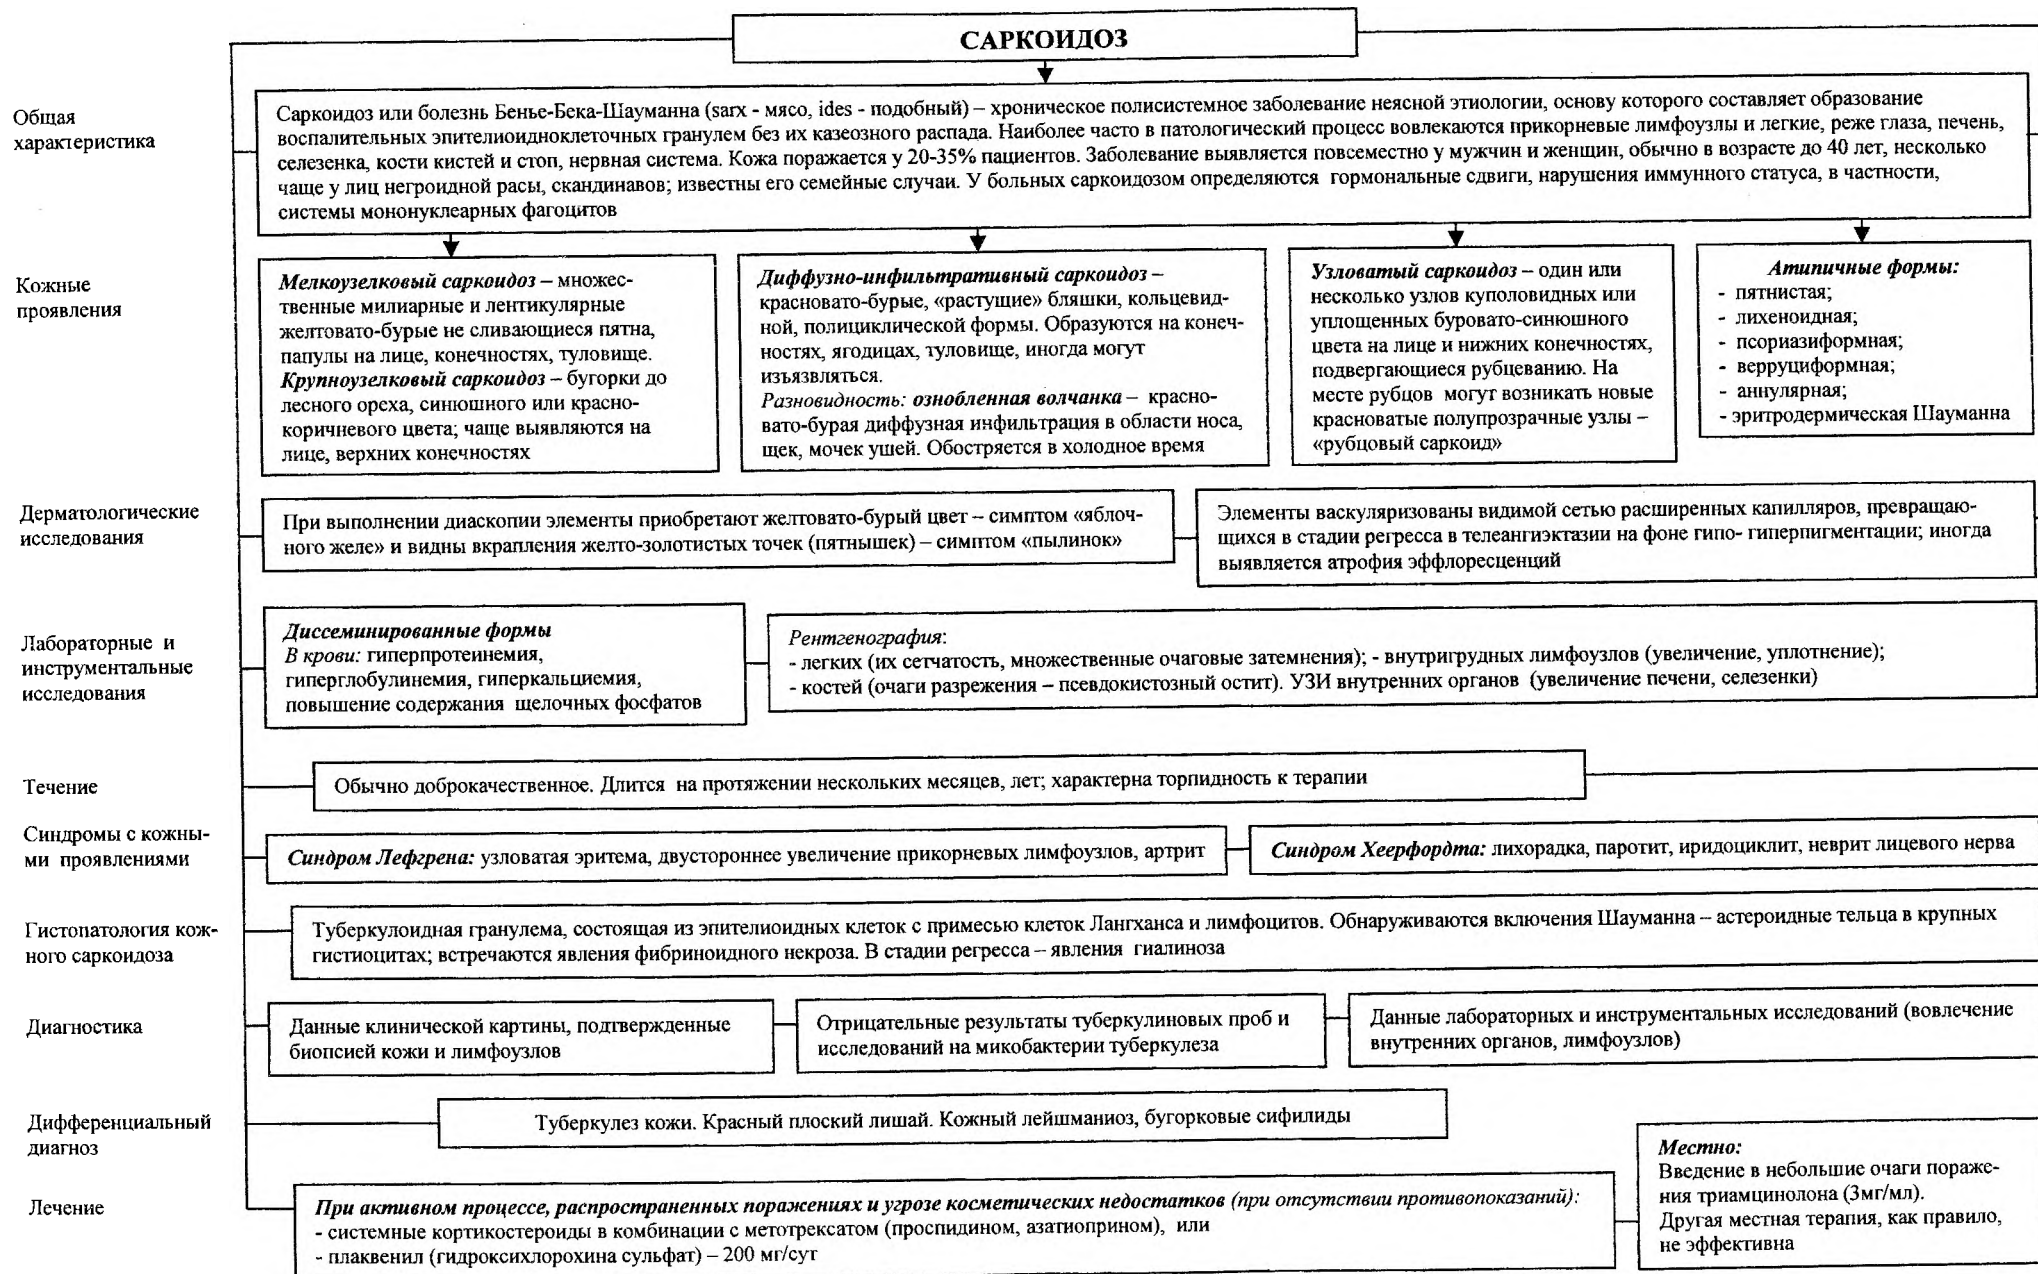 САРКОИДОЗ
Общая
характеристика
Саркоидоз или болезнь Бенье-Бека-Шауманна (sarx - мясо, ides - подобный) – хроническое полисистемное заболевание неясной этиологии, основу которого составляет образование
воспалительных эпителиоидноклеточных гранулем без их казеозного распада. Наиболее часто в патологический процесс вовлекаются прикорневые лимфоузлы и легкие, реже глаза, печень,
селезенка, кости кистей и стоп, нервная система. Кожа поражается у 20-35% пациентов. Заболевание выявляется повсеместно у мужчин и женщин, обычно в возрасте до 40 лет, несколько
чаще у лиц негроидной расы, скандинавов; известны его семейные случаи. У больных саркоидозом определяются гормональные сдвиги, нарушения иммунного статуса, в частности,
системы мононуклеарных фагоцитов
Кожные
проявления
Мелкоузелковый саркоидоз – множес-
твенные милиарные и лентикулярные
желтовато-бурые не сливающиеся пятна,
папулы на лице, конечностях, туловище.
Крупноузелковый саркоидоз – бугорки до
лесного ореха, синюшного или красно-
коричневого цвета; чаще выявляются на
лице, верхних конечностях
Диффузно-инфильтративный саркоидоз –
красновато-бурые, «растущие» бляшки, кольцевид-
ной, полициклической формы. Образуются на конеч-
ностях, ягодицах, туловище, иногда могут
изъязвляться.
Разновидность: ознобленная волчанка – красно-
вато-бурая диффузная инфильтрация в области носа,
щек, мочек ушей. Обостряется в холодное время
Узловатый саркоидоз – один или
несколько узлов куполовидных или
уплощенных буровато-синюшного
цвета на лице и нижних конечностях,
подвергающиеся рубцеванию. На
месте рубцов могут возникать новые
красноватые полупрозрачные узлы –
«рубцовый саркоид»
Атипичные формы:
- пятнистая;
- лихеноидная;
- псориазиформная;
- верруциформная;
- аннулярная;
- эритродермическая Шауманна
Дерматологические
исследования
При выполнении диаскопии элементы приобретают желтовато-бурый цвет – симптом «яблоч-
ного желе» и видны вкрапления желто-золотистых точек (пятнышек) – симптом «пылинок»
Элементы васкуляризованы видимой сетью расширенных капилляров, превращаю-
щихся в стадии регресса в телеангиэктазии на фоне гипо- гиперпигментации; иногда
выявляется атрофия эффлоресценций
Лабораторные и
инструментальные
исследования
Диссеминированные формы
В крови: гиперпротеинемия,
гиперглобулинемия, гиперкальциемия,
повышение содержания щелочных фосфатов
Рентгенография:
- легких (их сетчатость, множественные очаговые затемнения); - внутригрудных лимфоузлов (увеличение, уплотнение);
- костей (очаги разрежения – псевдокистозный остит). УЗИ внутренних органов (увеличение печени, селезенки)
Течение
Обычно доброкачественное. Длится на протяжении нескольких месяцев, лет; характерна торпидность к терапии
Синдромы с кожны-
ми проявлениями
Синдром Лефгрена: узловатая эритема, двустороннее увеличение прикорневых лимфоузлов, артрит
Синдром Хеерфордта: лихорадка, паротит, иридоциклит, неврит лицевого нерва
Гистопатология кож-
ного саркоидоза
Туберкулоидная гранулема, состоящая из эпителиоидных клеток с примесью клеток Лангханса и лимфоцитов. Обнаруживаются включения Шауманна – астероидные тельца в крупных
гистиоцитах; встречаются явления фибриноидного некроза. В стадии регресса – явления гиалиноза
Диагностика
Данные клинической картины, подтвержденные
биопсией кожи и лимфоузлов
Отрицательные результаты туберкулиновых проб и
исследований на микобактерии туберкулеза
Данные лабораторных и инструментальных исследований (вовлечение
внутренних органов, лимфоузлов)
Дифференциальный
диагноз
Туберкулез кожи. Красный плоский лишай. Кожный лейшманиоз, бугорковые сифилиды
Лечение
При активном процессе, распространенных поражениях и угрозе косметических недостатков (при отсутствии противопоказаний):
- системные кортикостероиды в комбинации с метотрексатом (проспидином, азатиоприном), или
- плаквенил (гидроксихлорохина сульфат) – 200 мг/сут
Местно:
Введение в небольшие очаги пораже-
ния триамцинолона (3мг/мл).
Другая местная терапия, как правило,
не эффективна